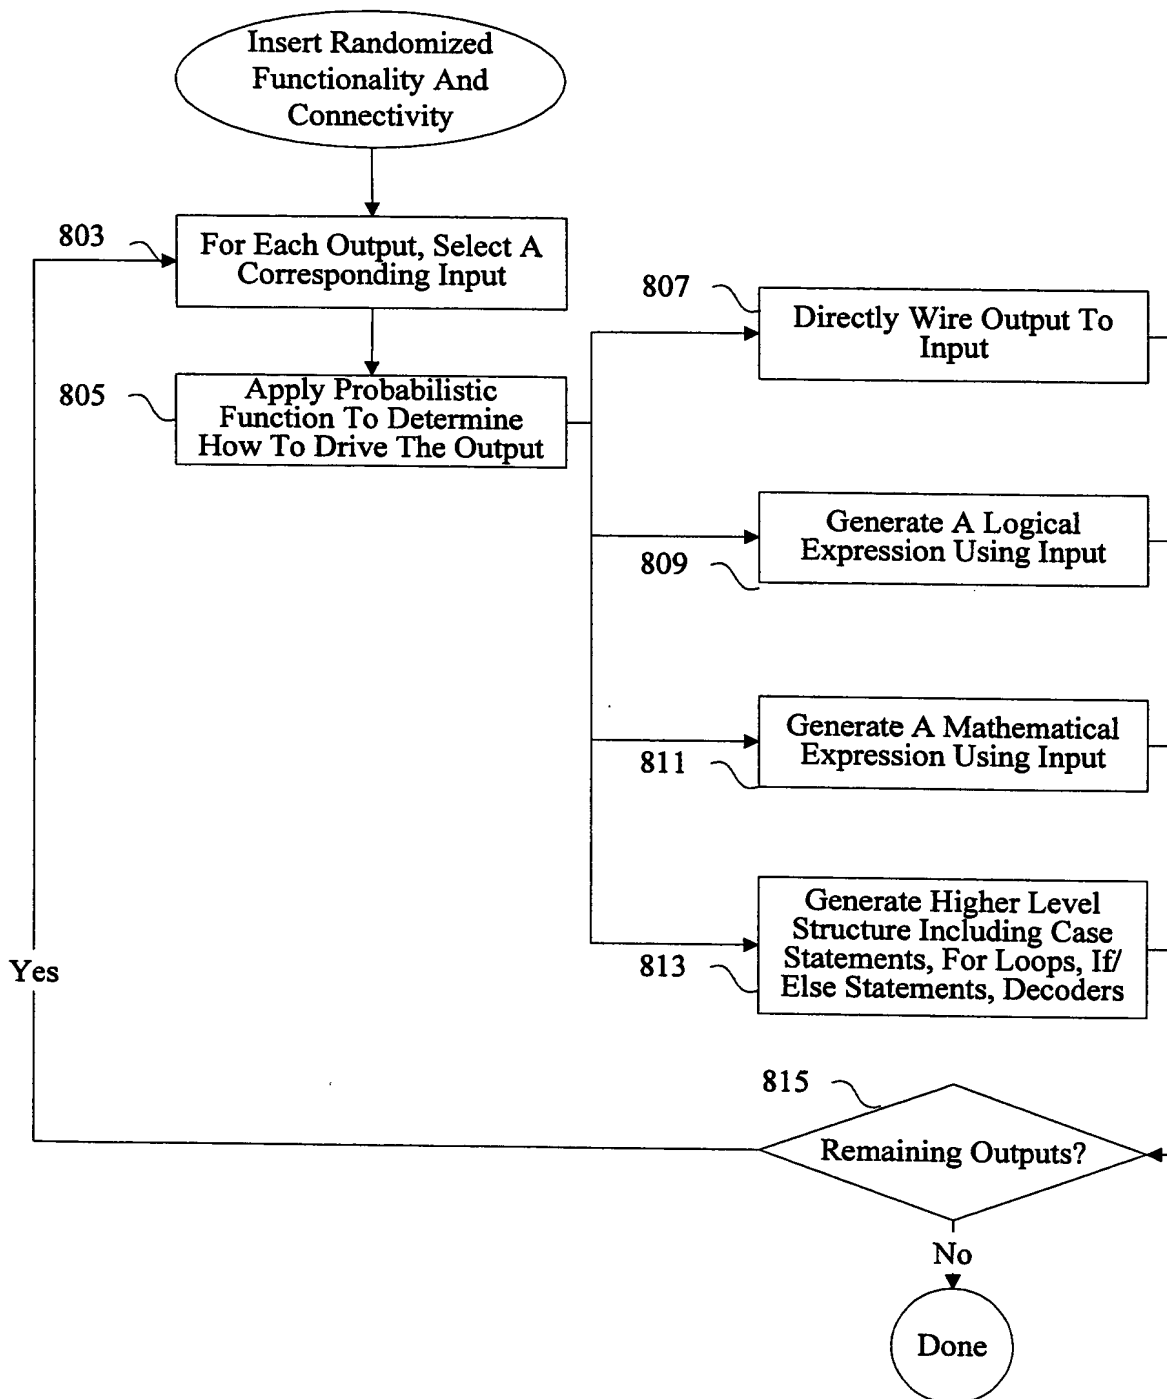 Insert Randomized
Functionality And
Connectivity
803
For Each Output, Select A
Corresponding Input
805
Apply Probabilistic
Function To Determine
How To Drive The Output
807
Directly Wire Output To
Input
809
Generate A Logical
Expression Using Input
811
Generate A Mathematical
Expression Using Input
813
Generate Higher Level
Structure Including Case
Statements, For Loops, If/
Else Statements, Decoders
Yes
815
Remaining Outputs?
No
Done